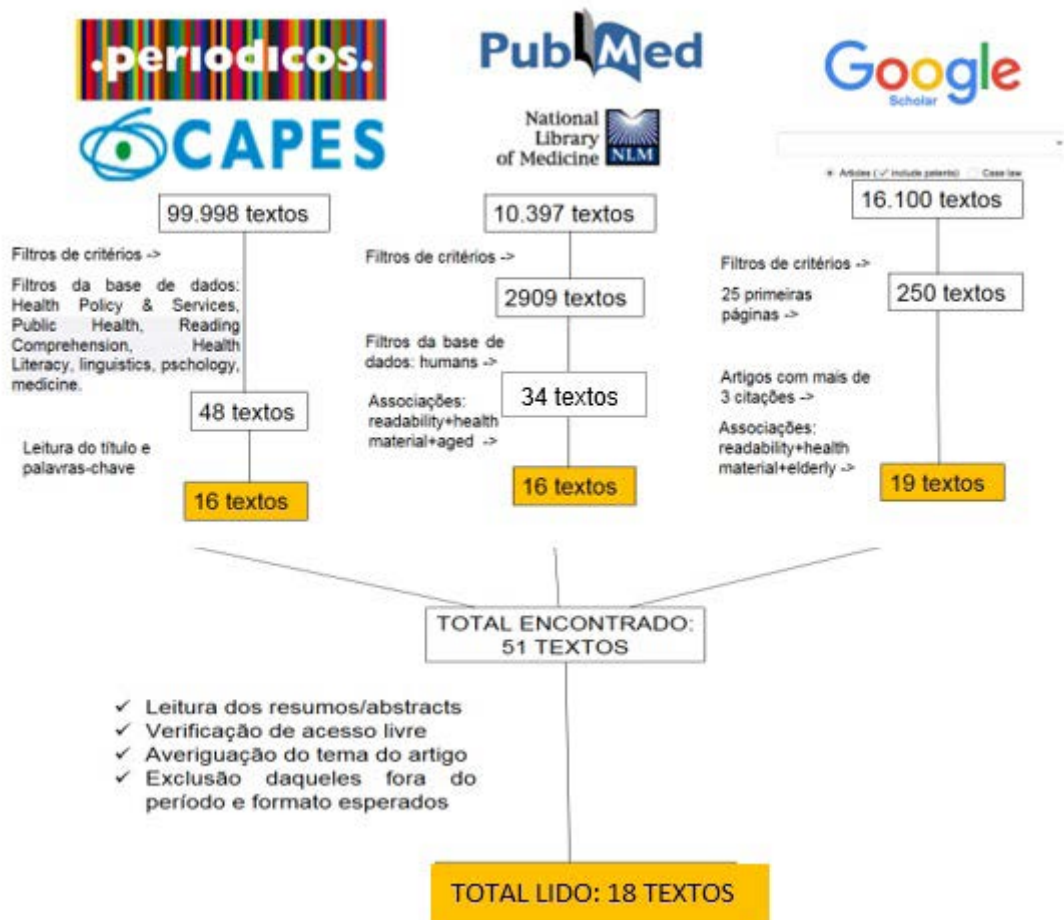 .periodicos.
CAPES
99.998 textos
Filtros de critérios ->
Filtros da base de dados:
Health Policy & Services,
Public Health, Reading
Comprehension, Health
Literacy, linguistics, pschology,
medicine.
48 textos
Leitura do título e
palavras-chave
16 textos
PubMed
National
Library
of Medicine
NLM
10.397 textos
Filtros de critérios ->
2909 textos
Filtros da base de
dados: humans ->
34 textos
Associações:
readability+health
material+aged ->
16 textos
Google
Scholar
Articles (✓ include patents) Case law
16.100 textos
Filtros de critérios ->
25 primeiras
páginas ->
250 textos
Artigos com mais de
3 citações ->
Associações:
readability+health
material+elderly ->
19 textos
TOTAL ENCONTRADO:
51 TEXTOS
✓ Leitura dos resumos/abstracts
✓ Verificação de acesso livre
✓ Averiguação do tema do artigo
✓ Exclusão daqueles fora do
período e formato esperados
TOTAL LIDO: 18 TEXTOS